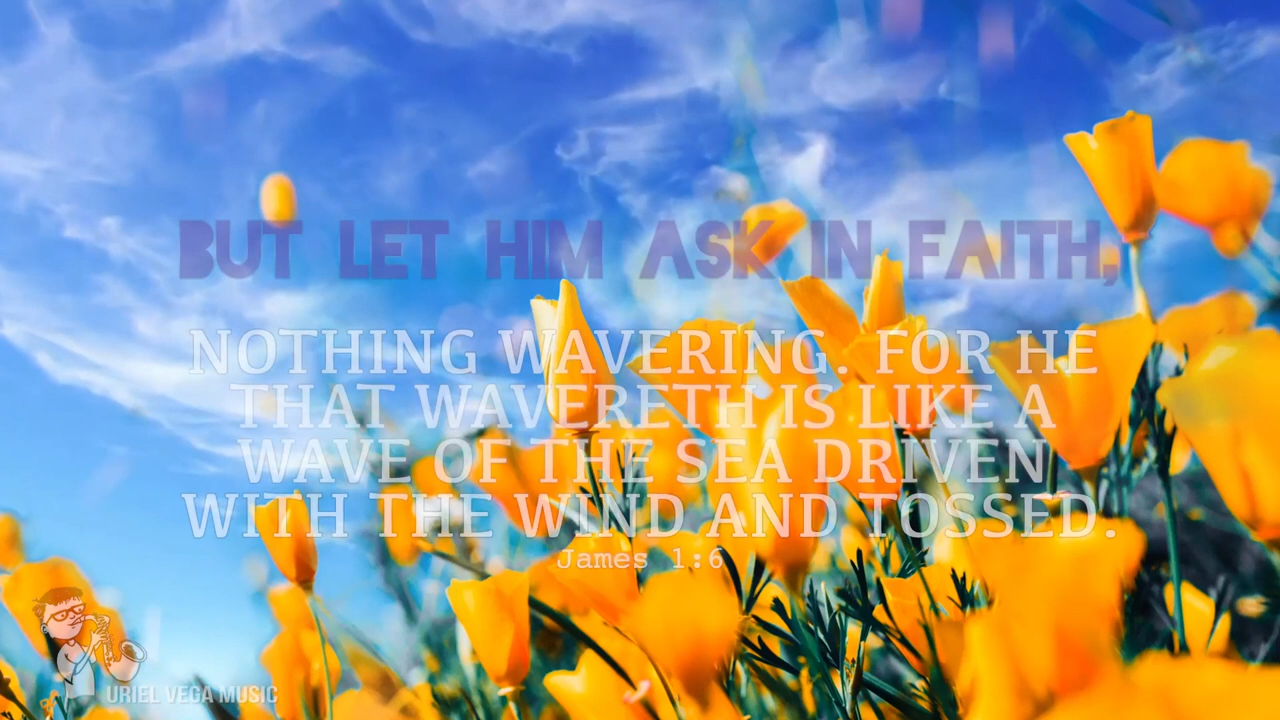 BUT LET HIM ASK IN FAITH,
NOTHING WAVERING. FOR HE
THAT WAVERETH IS LIKE A
WAVE OF THE SEA DRIVEN
WITH THE WIND AND TOSSED.
James 1:6
URIEL VEGA MUSIC